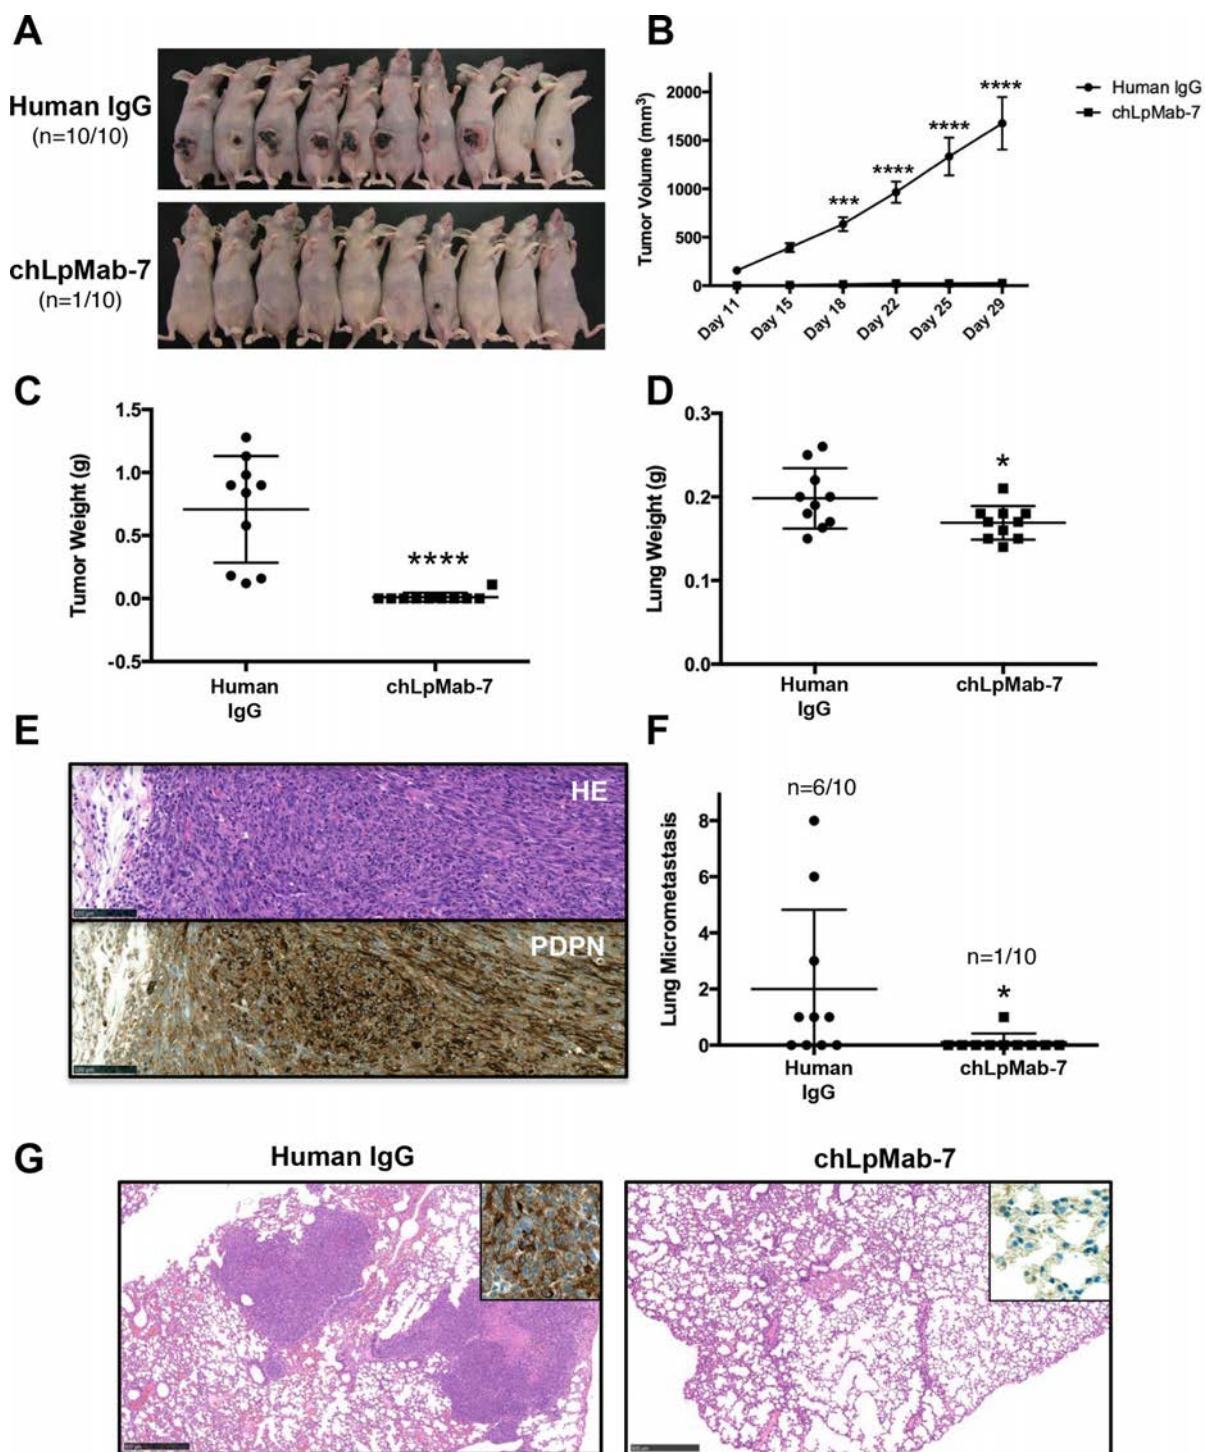 A
Human IgG
(n=10/10)
chLpMab-7
(n=1/10)
B
Tumor Volume (mm³)
2000
1500
1000
500
0
***
****
****
****
Day 11
Day 15
Day 18
Day 22
Day 25
Day 29
Human IgG
chLpMab-7
C
Tumor Weight (g)
1.5
1.0
0.5
0.0
-0.5
****
Human
IgG
chLpMab-7
D
Lung Weight (g)
0.3
0.2
0.1
0.0
*
Human
IgG
chLpMab-7
E
HE
PDPN
F
Lung Micrometastasis
8
6
4
2
0
n=6/10
n=1/10
*
Human
IgG
chLpMab-7
G
Human IgG
chLpMab-7